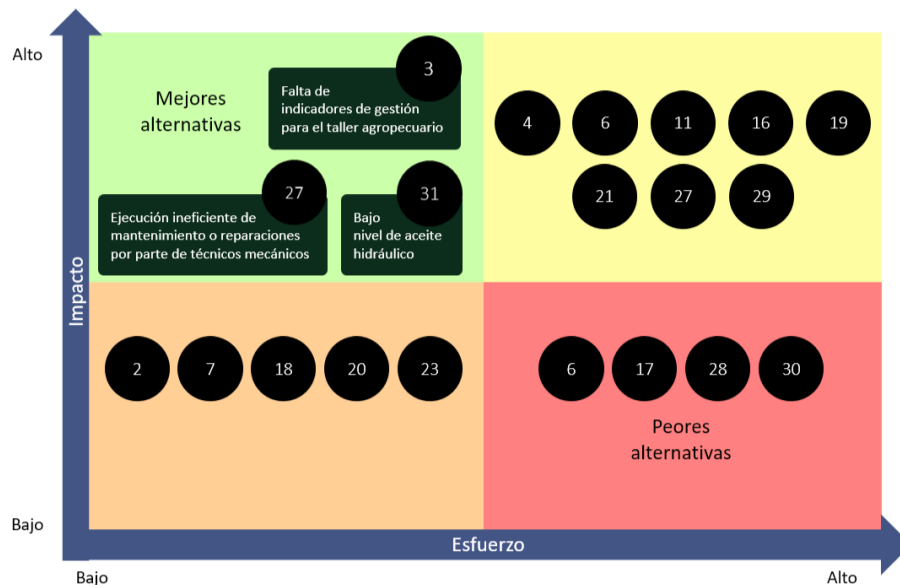 Alto
Mejores
alternativas
3
Falta de
indicadores de gestión
para el taller agropecuario
27
Ejecución ineficiente de
mantenimiento o reparaciones
por parte de técnicos mecánicos
31
Bajo
nivel de aceite
hidráulico
4 6 11 16 19
21 27 29
Impacto
2 7 18 20 23
6 17 28 30
Peores
alternativas
Bajo
Esfuerzo
Bajo
Alto